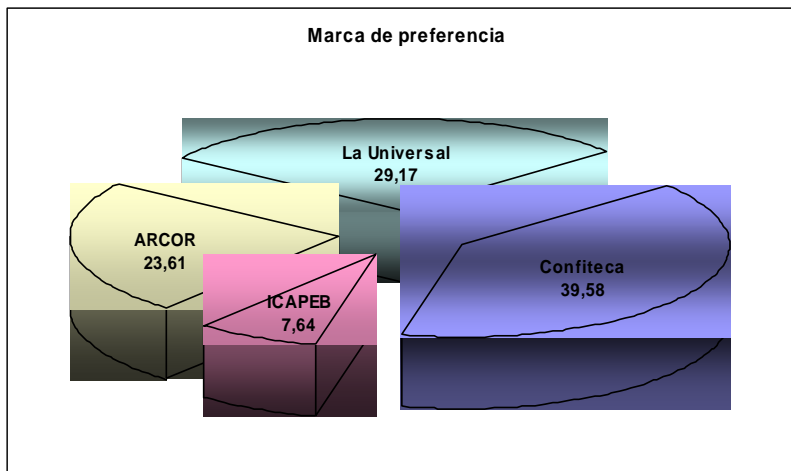 Marca de preferencia
La Universal
29,17
ARCOR
23,61
Confiteca
39,58
ICAPEB
7,64